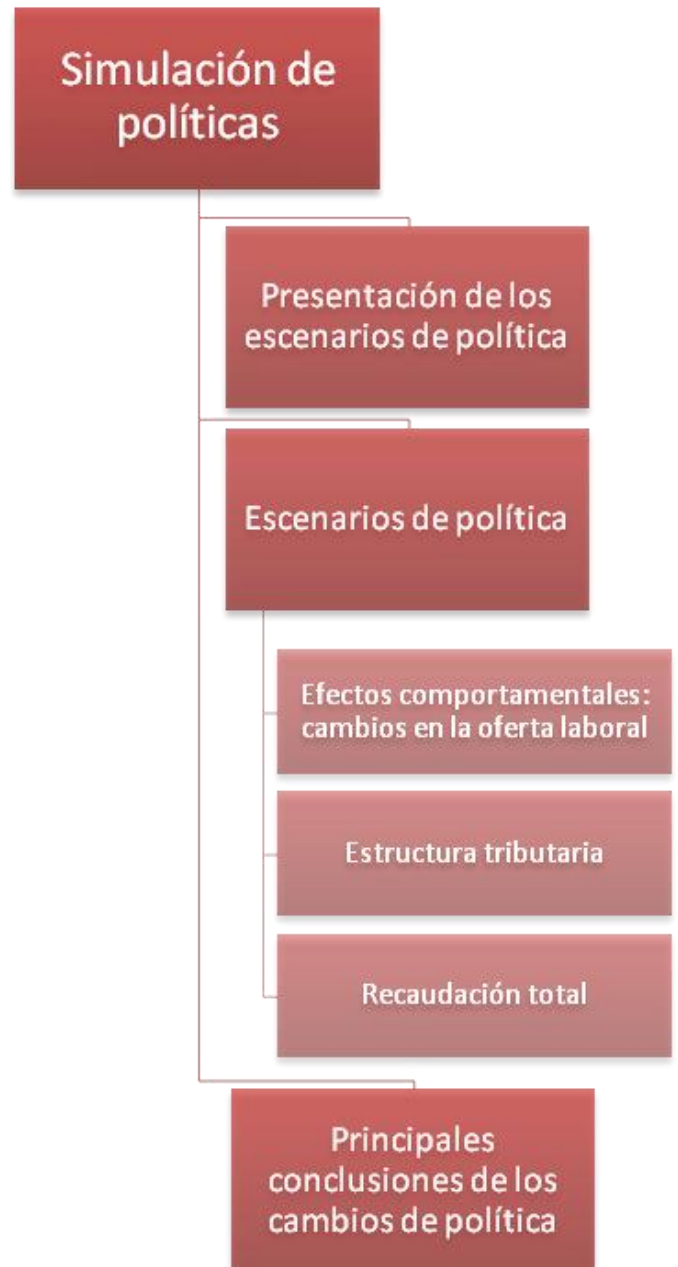 Simulación de
políticas
Presentación de los
escenarios de política
Escenarios de política
Efectos comportamentales:
cambios en la oferta laboral
Estructura tributaria
Recaudación total
Principales
conclusiones de los
cambios de política